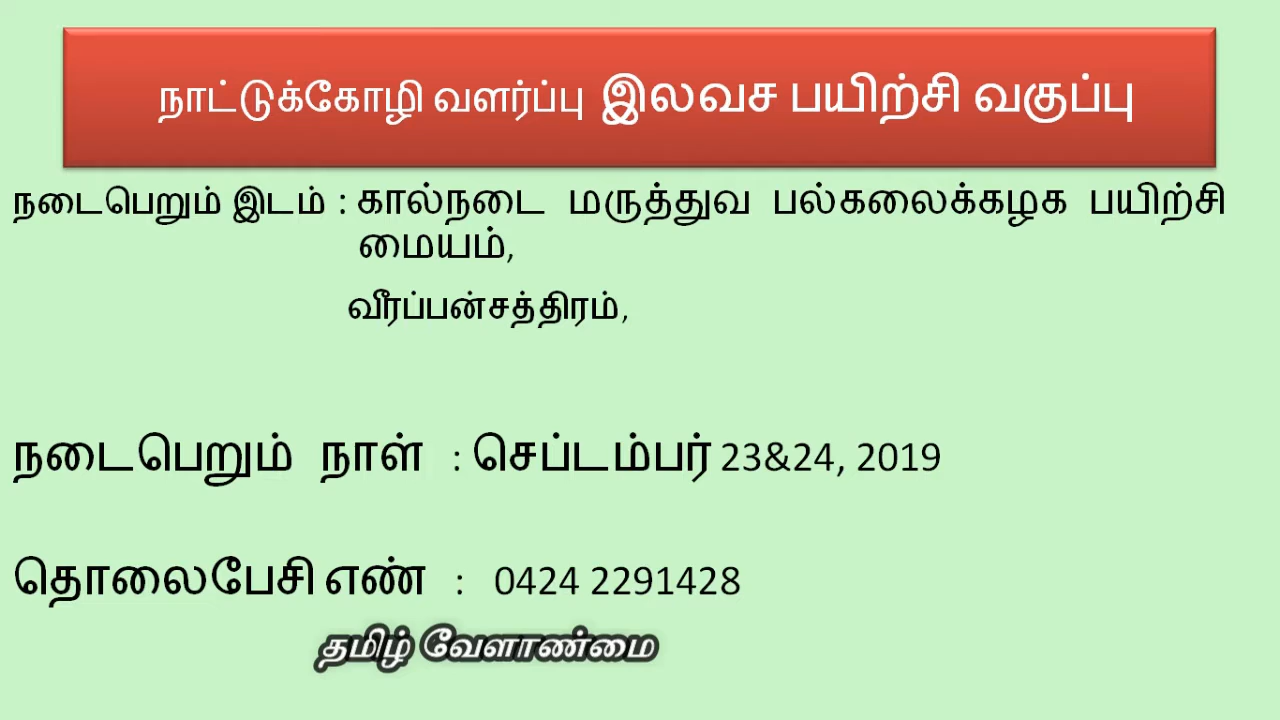 நாட்டுக்கோழி வளர்ப்பு இலவச பயிற்சி வகுப்பு
நடைபெறும் இடம் : கால்நடை மருத்துவ பல்கலைக்கழக பயிற்சி
மையம்,
வீரப்பன்சத்திரம்,
நடைபெறும் நாள் : செப்டம்பர் 23&24, 2019
தொலைபேசி எண் : 0424 2291428
தமிழ் வேளாண்மை